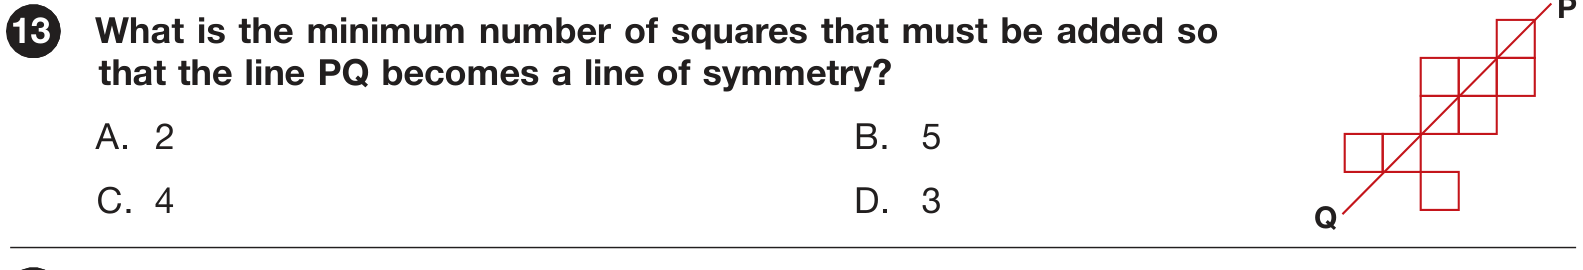 13 What is the minimum number of squares that must be added so
that the line PQ becomes a line of symmetry?
A. 2
B. 5
C. 4
D. 3
P
Q